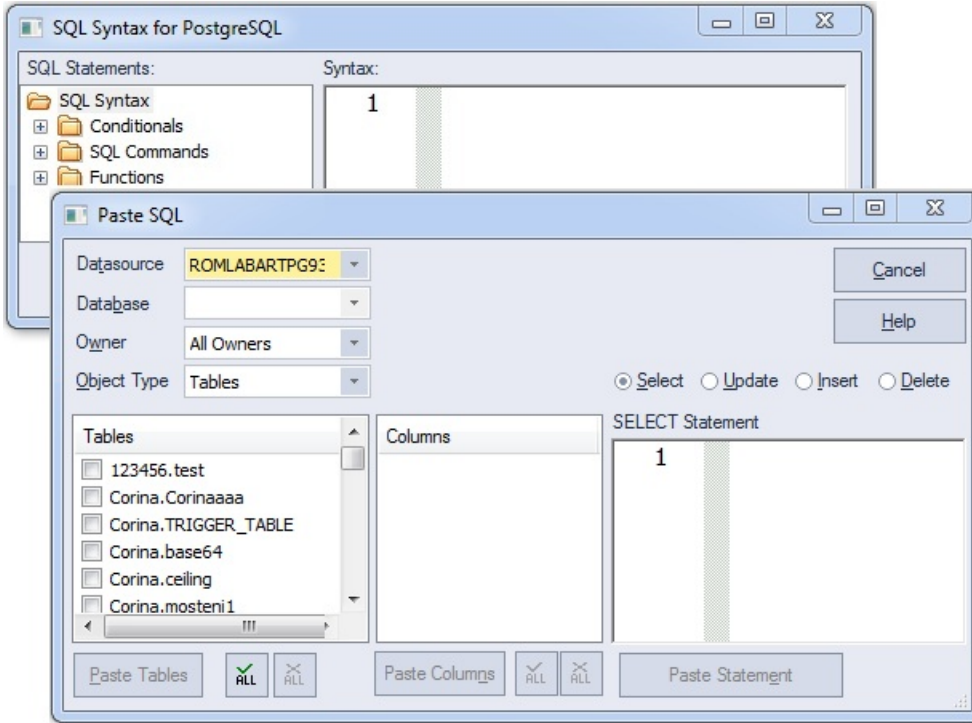 SQL Syntax for PostgreSQL
SQL Statements:
Syntax:
SQL Syntax
Conditionals
SQL Commands
Functions
1
Paste SQL
Datasource ROMLABARTPG93
Database
Owner All Owners
Object Type Tables
Cancel
Help
Select Update Insert Delete
Tables
123456.test
Corina.Corinaaaa
Corina.TRIGGER_TABLE
Corina.base64
Corina.ceiling
Corina.mosteni1
Columns
SELECT Statement
1
Paste Tables ALL ALL
Paste Columns ALL ALL
Paste Statement